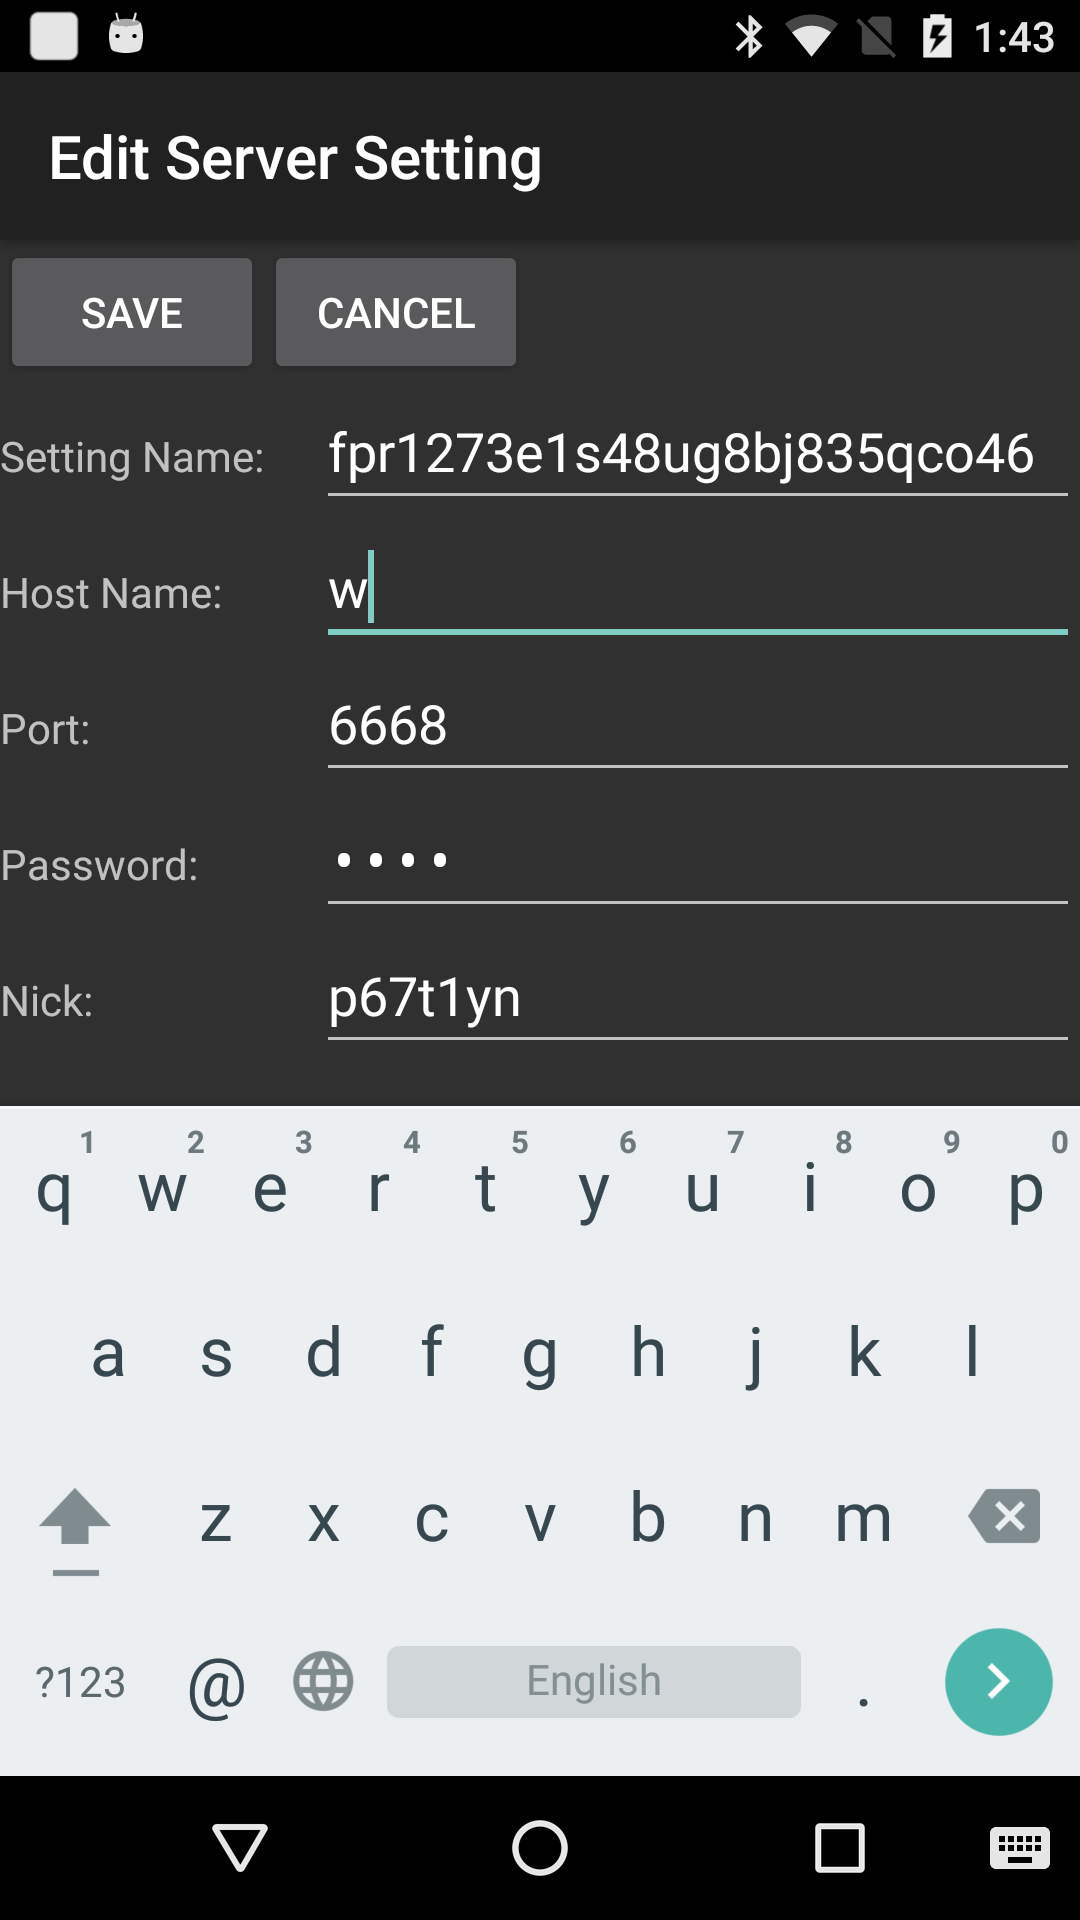 1:43
Edit Server Setting
SAVE CANCEL
Setting Name: fpr1273e1s48ug8bj835qco46
Host Name: w
Port: 6668
Password: ••••
Nick: p67t1yn
1 2 3 4 5 6 7 8 9 0
q w e r t y u i o p
a s d f g h j k l
z x c v b n m
?123 @ English .